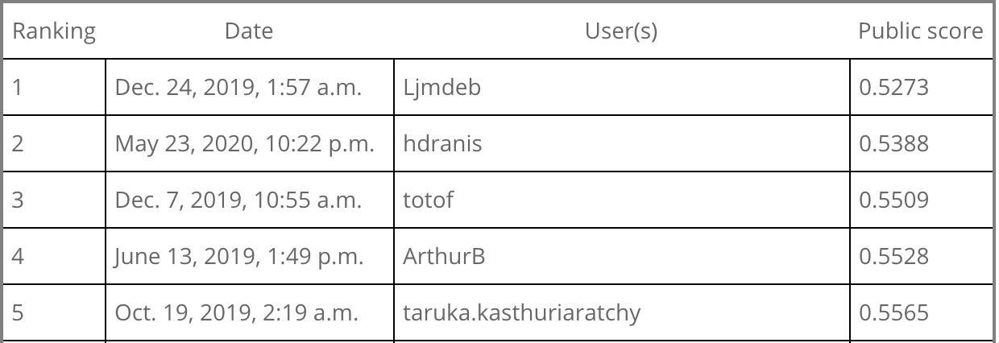 Ranking Date User(s) Public score
1 Dec. 24, 2019, 1:57 a.m. Ljmdeb 0.5273
2 May 23, 2020, 10:22 p.m. hdranis 0.5388
3 Dec. 7, 2019, 10:55 a.m. totof 0.5509
4 June 13, 2019, 1:49 p.m. ArthurB 0.5528
5 Oct. 19, 2019, 2:19 a.m. taruka.kasthuriaratchy 0.5565